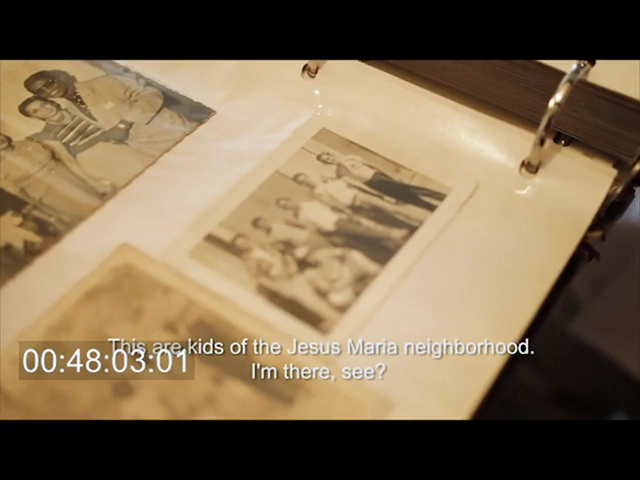 This are kids of the Jesus Maria neighborhood.
I'm there, see?
00:48:03:01